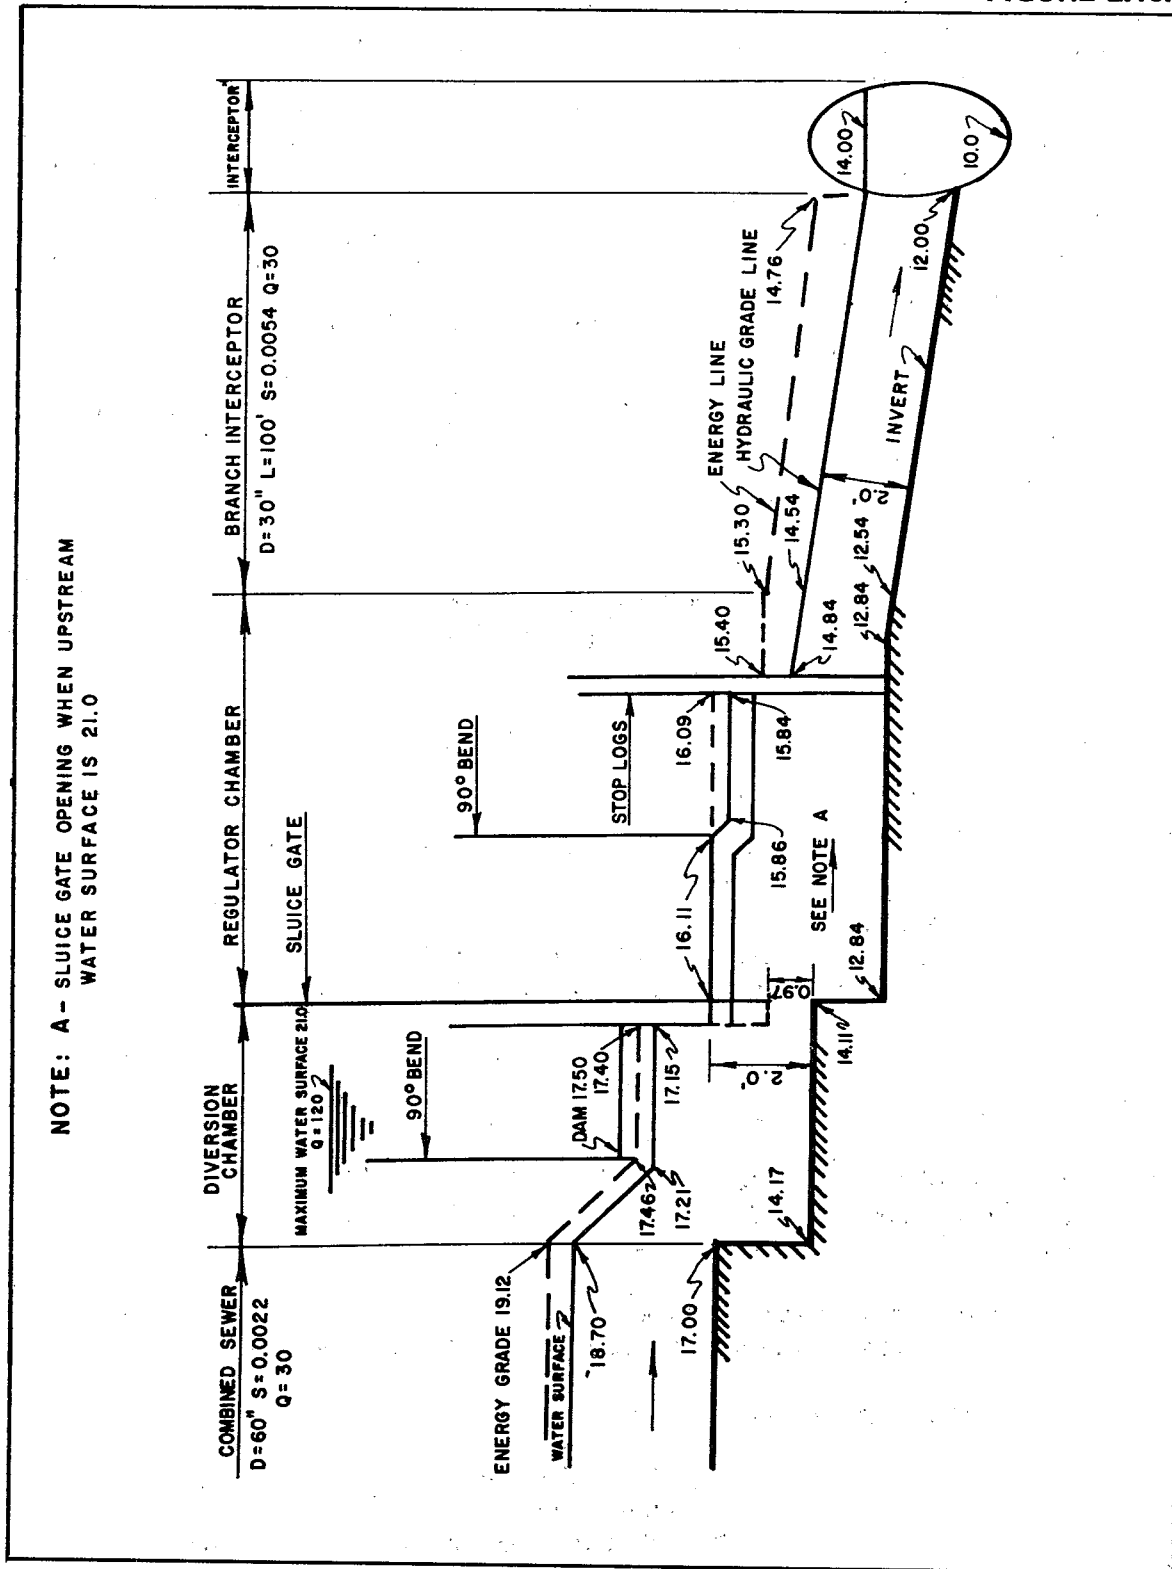 NOTE: A- SLUICE GATE OPENING WHEN UPSTREAM
WATER SURFACE IS 21.0
COMBINED SEWER
D=60" S=0.0022
Q=30
DIVERSION
CHAMBER
REGULATOR CHAMBER
BRANCH INTERCEPTOR
D=30" L=100' S=0.0054 Q=30
INTERCEPTOR
MAXIMUM WATER SURFACE 21.0
Q=120
SLUICE GATE
90° BEND
90° BEND
STOP LOGS
ENERGY GRADE 19.12
WATER SURFACE
18.70
17.00
DAM 17.50
17.40
17.46
17.21
17.15
14.17
2.0'
14.11
0.97
16.11
16.09
15.86
15.84
SEE NOTE A
12.84
15.40
15.30
14.84
14.54
12.84
12.54
2.0'
ENERGY LINE
HYDRAULIC GRADE LINE
14.76
INVERT
12.00
14.00
10.0